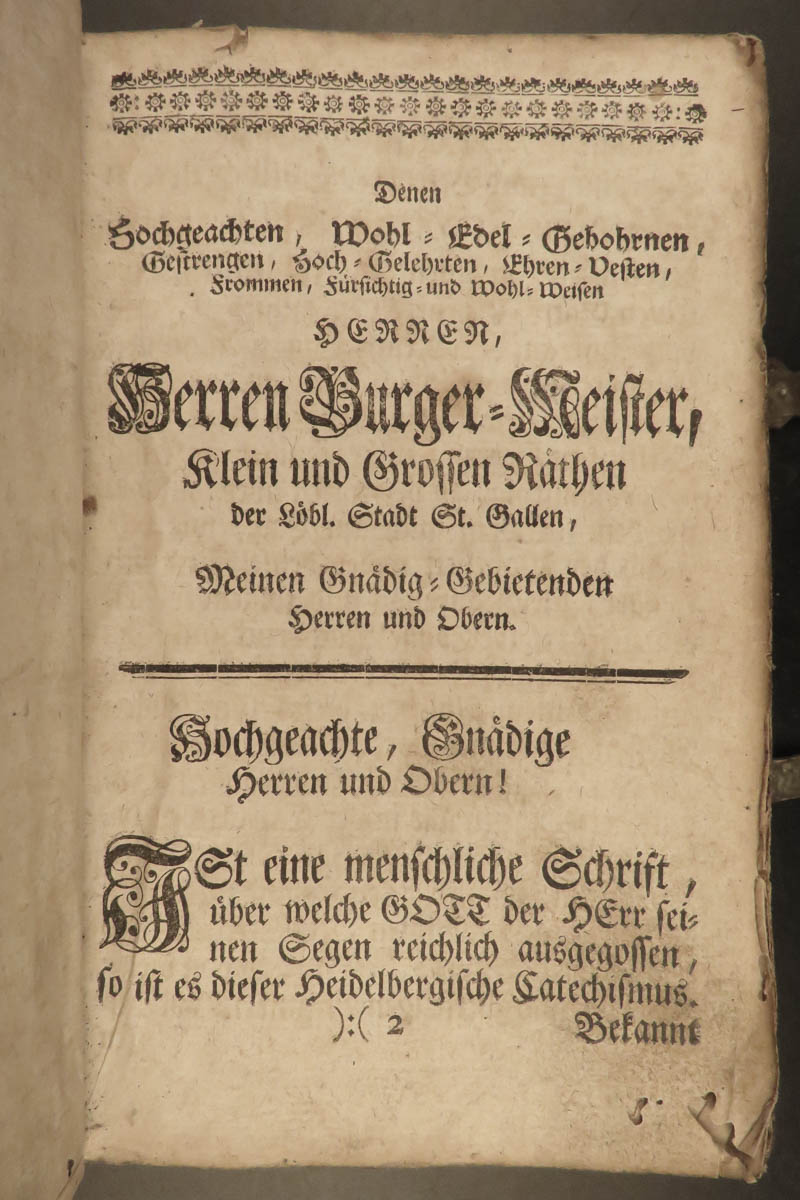 Denen
Hochgeachten, Wohl-Edel-Gebohrnen,
Gestrengen, Hoch-Gelehrten, Ehren-Vesten,
Frommen, Fürsichtig-und Wohl-Weisen
HERREN,
Herren Burger-Meister,
Klein und Grossen Räthen
der Löbl. Stadt St. Gallen,
Meinen Gnädig-Gebietenden
Herren und Obern.
Hochgeachte, Gnädige
Herren und Obern!
ISt eine menschliche Schrift,
über welche GOTT der HErr sei-
nen Segen reichlich ausgegossen,
so ist es dieser Heidelbergische Catechismus.
):( 2 Bekannt